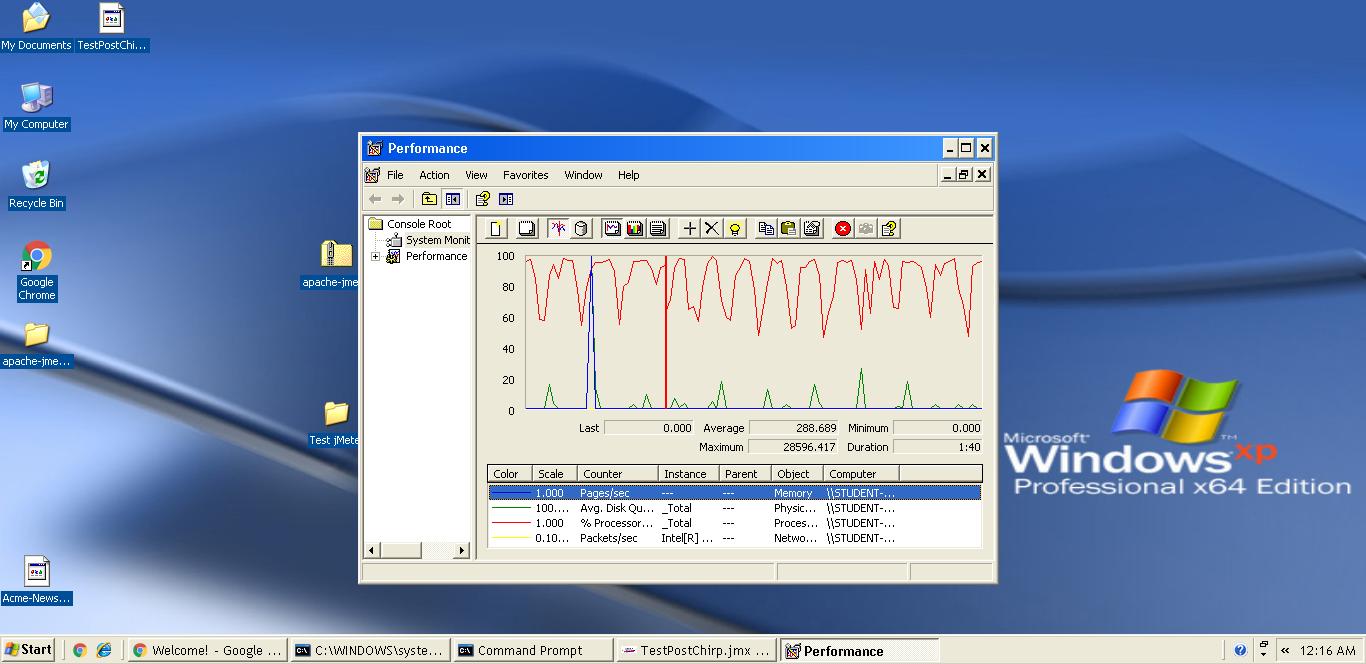 My Documents
TestPostChi...
My Computer
Recycle Bin
Google
Chrome
apache-jme...
apache-jme
Test jMete
Acme-News...
Performance
File Action View Favorites Window Help
Console Root
System Monit
Performance
100
80
60
40
20
0
Last 0.000 Average 288.689 Minimum 0.000
Maximum 28596.417 Duration 1:40
Color Scale Counter Instance Parent Object Computer
1.000 Pages/sec --- --- Memory \\STUDENT-...
100.... Avg. Disk Qu... _Total --- Physic... \\STUDENT-...
1.000 % Processor... _Total --- Proces... \\STUDENT-...
0.10... Packets/sec Intel[R] ... --- Netwo... \\STUDENT-...
Microsoft
Windows xp ™
Professional x64 Edition
Start
Welcome! - Google ...
C:\WINDOWS\syste...
Command Prompt
TestPostChirp.jmx ...
Performance
12:16 AM